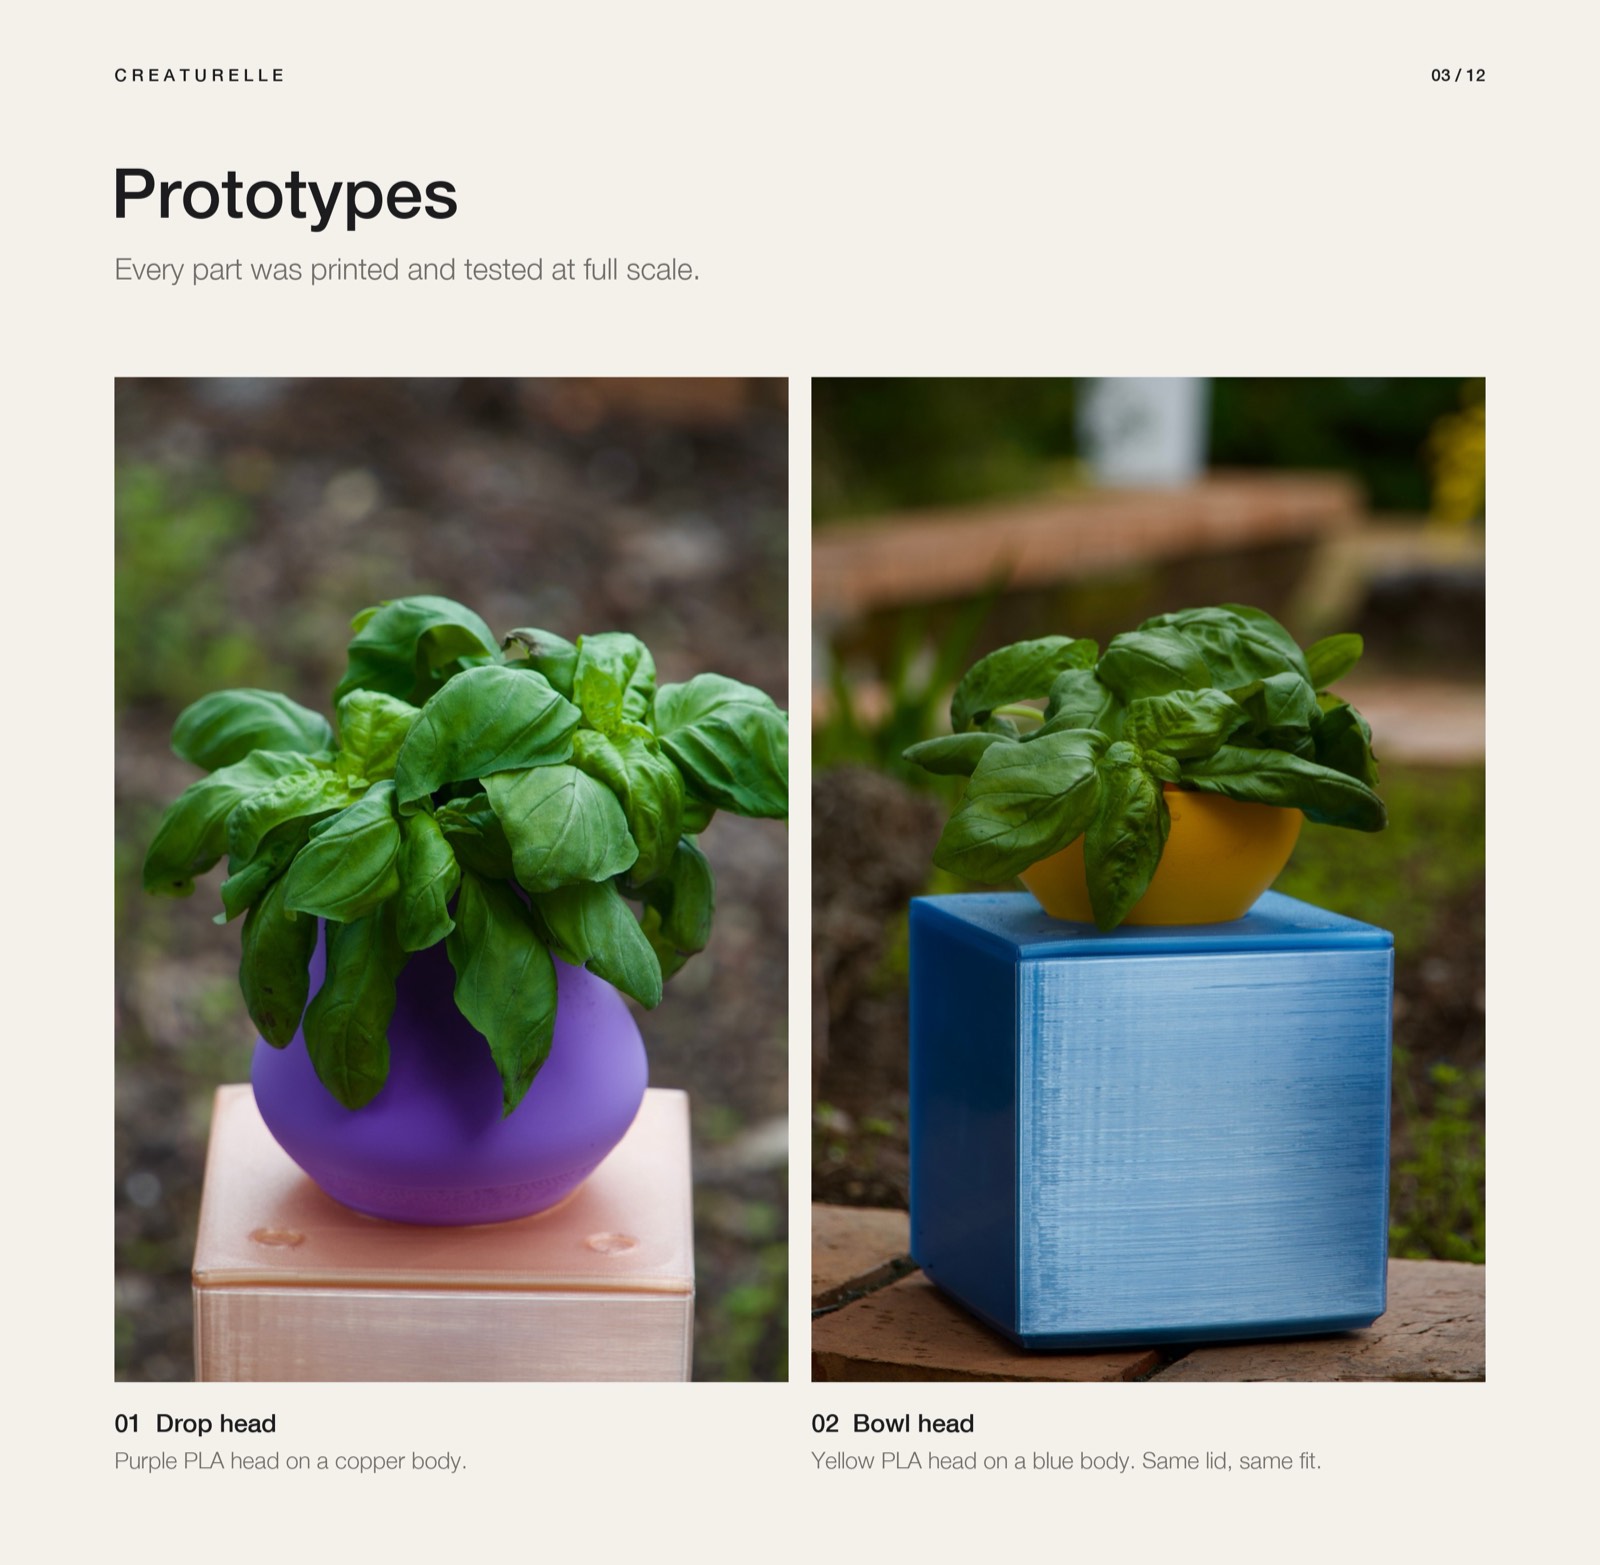 CREATURELLE
03 / 12
Prototypes
Every part was printed and tested at full scale.
01 Drop head
Purple PLA head on a copper body.
02 Bowl head
Yellow PLA head on a blue body. Same lid, same fit.